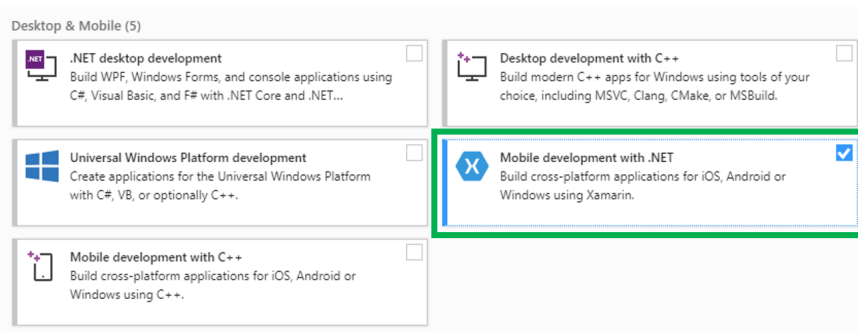 Desktop & Mobile (5)
.NET
.NET desktop development
Build WPF, Windows Forms, and console applications using
C#, Visual Basic, and F# with .NET Core and .NET...
Desktop development with C++
Build modern C++ apps for Windows using tools of your
choice, including MSVC, Clang, CMake, or MSBuild.
Universal Windows Platform development
Create applications for the Universal Windows Platform
with C#, VB, or optionally C++.
Mobile development with .NET
Build cross-platform applications for iOS, Android or
Windows using Xamarin.
Mobile development with C++
Build cross-platform applications for iOS, Android or
Windows using C++.